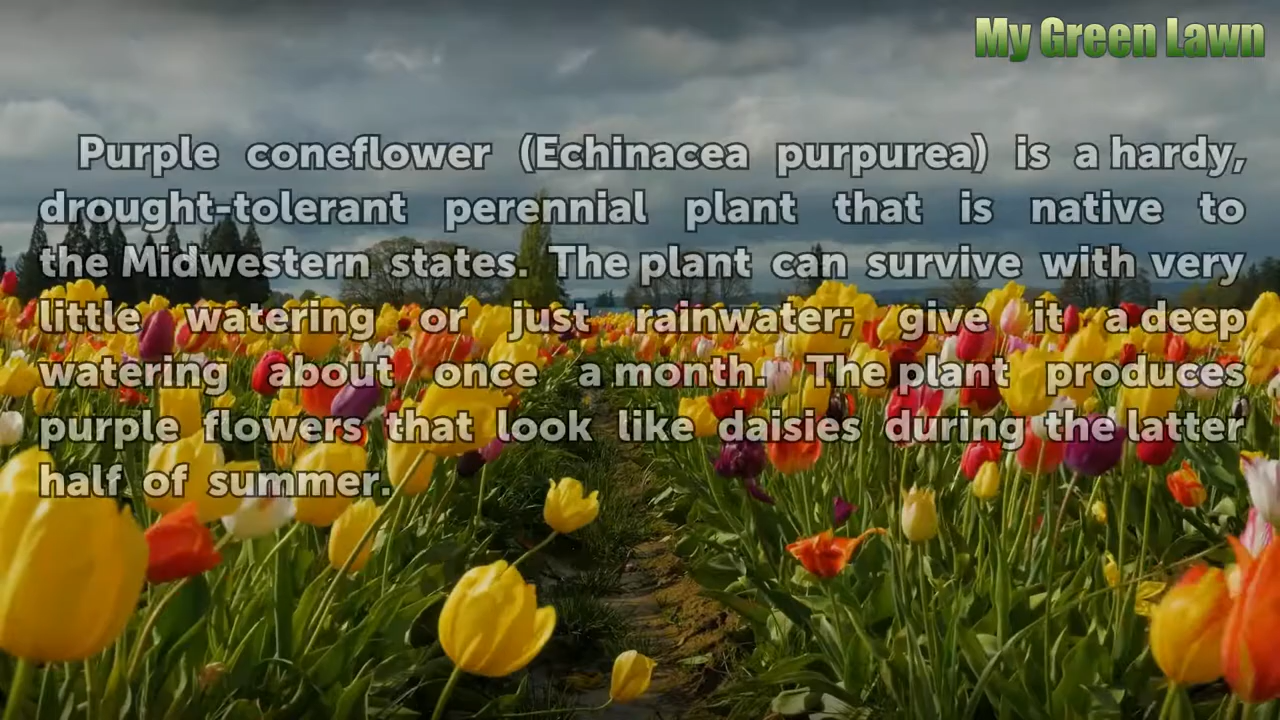 My Green Lawn
Purple coneflower (Echinacea purpurea) is a hardy,
drought-tolerant perennial plant that is native to
the Midwestern states. The plant can survive with very
little watering or just rainwater; give it a deep
watering about once a month. The plant produces
purple flowers that look like daisies during the latter
half of summer.